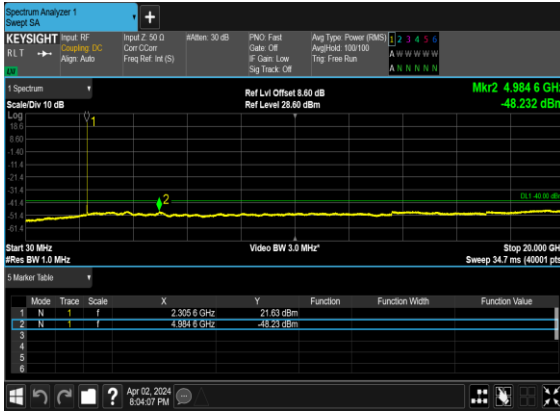 Spectrum Analyzer 1
Swept SA
+
KEYSIGHT Input: RF Input Z: 50 Ω #Atten: 30 dB PNO: Fast Avg Type: Power (RMS) 1 2 3 4 5 6
RLT Coupling: DC Corr CCorr Gate: Off Avg|Hold: 100/100 A W W W W W
Align: Auto Freq Ref: Int (S) IF Gain: Low Trig: Free Run
Sig Track: Off A N N N N N
1 Spectrum Ref Lvl Offset 8.60 dB Mkr2 4.984 6 GHz
Scale/Div 10 dB Ref Level 28.60 dBm -48.232 dBm
Log
18.6
8.60
-1.40
-11.4
-21.4
-31.4
-41.4
-51.4
-61.4
1
2
DL1 -40.00 dBm
Start 30 MHz Video BW 3.0 MHz* Stop 20.000 GH
#Res BW 1.0 MHz Sweep 34.7 ms (40001 pts
5 Marker Table
Mode Trace Scale X Y Function Function Width Function Value
1 N 1 f 2.305 6 GHz 21.63 dBm
2 N 1 f 4.984 6 GHz -48.23 dBm
3
4
5
6
? Apr 02, 2024
8:04:07 PM